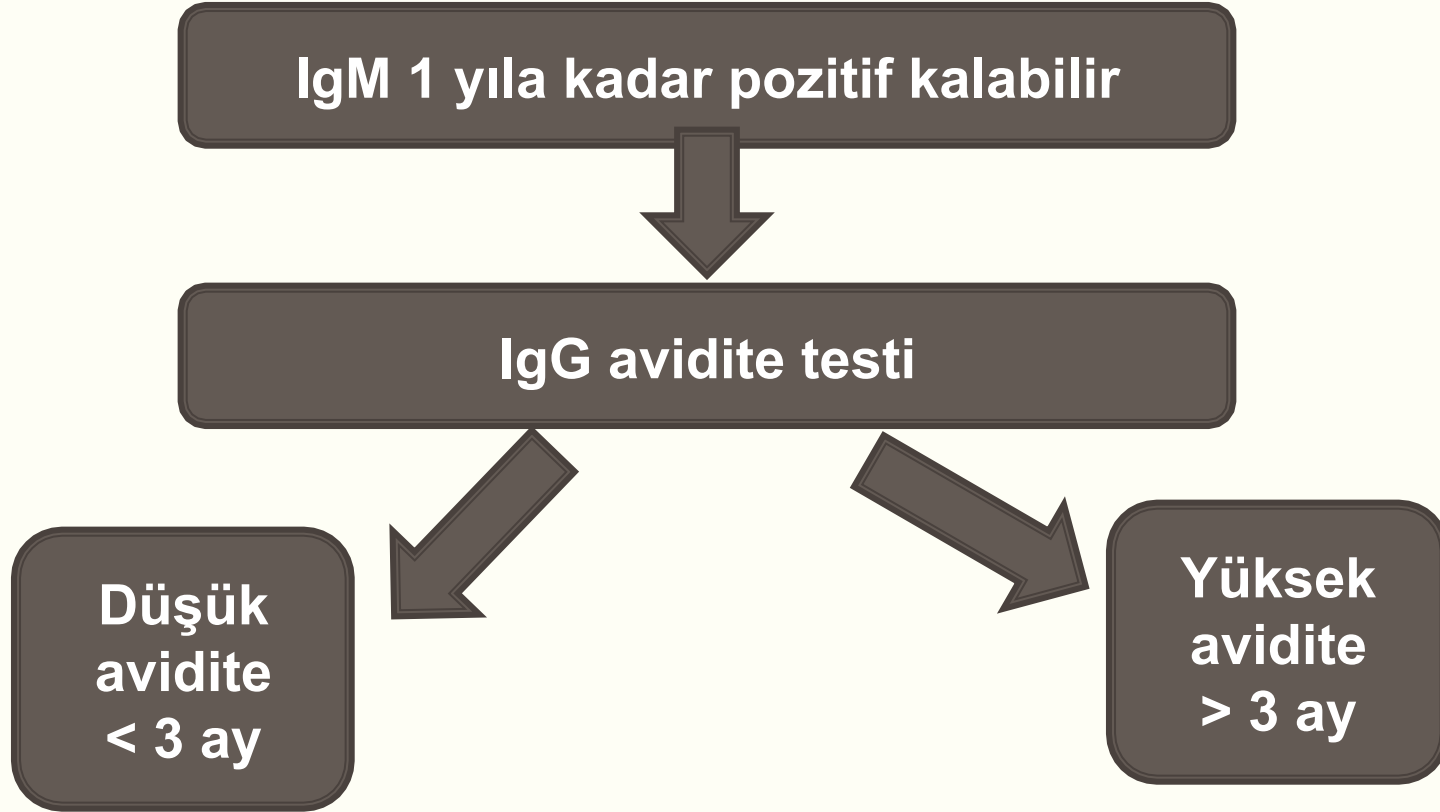 IgM 1 yıla kadar pozitif kalabilir
IgG avidite testi
Düşük
avidite
< 3 ay
Yüksek
avidite
> 3 ay